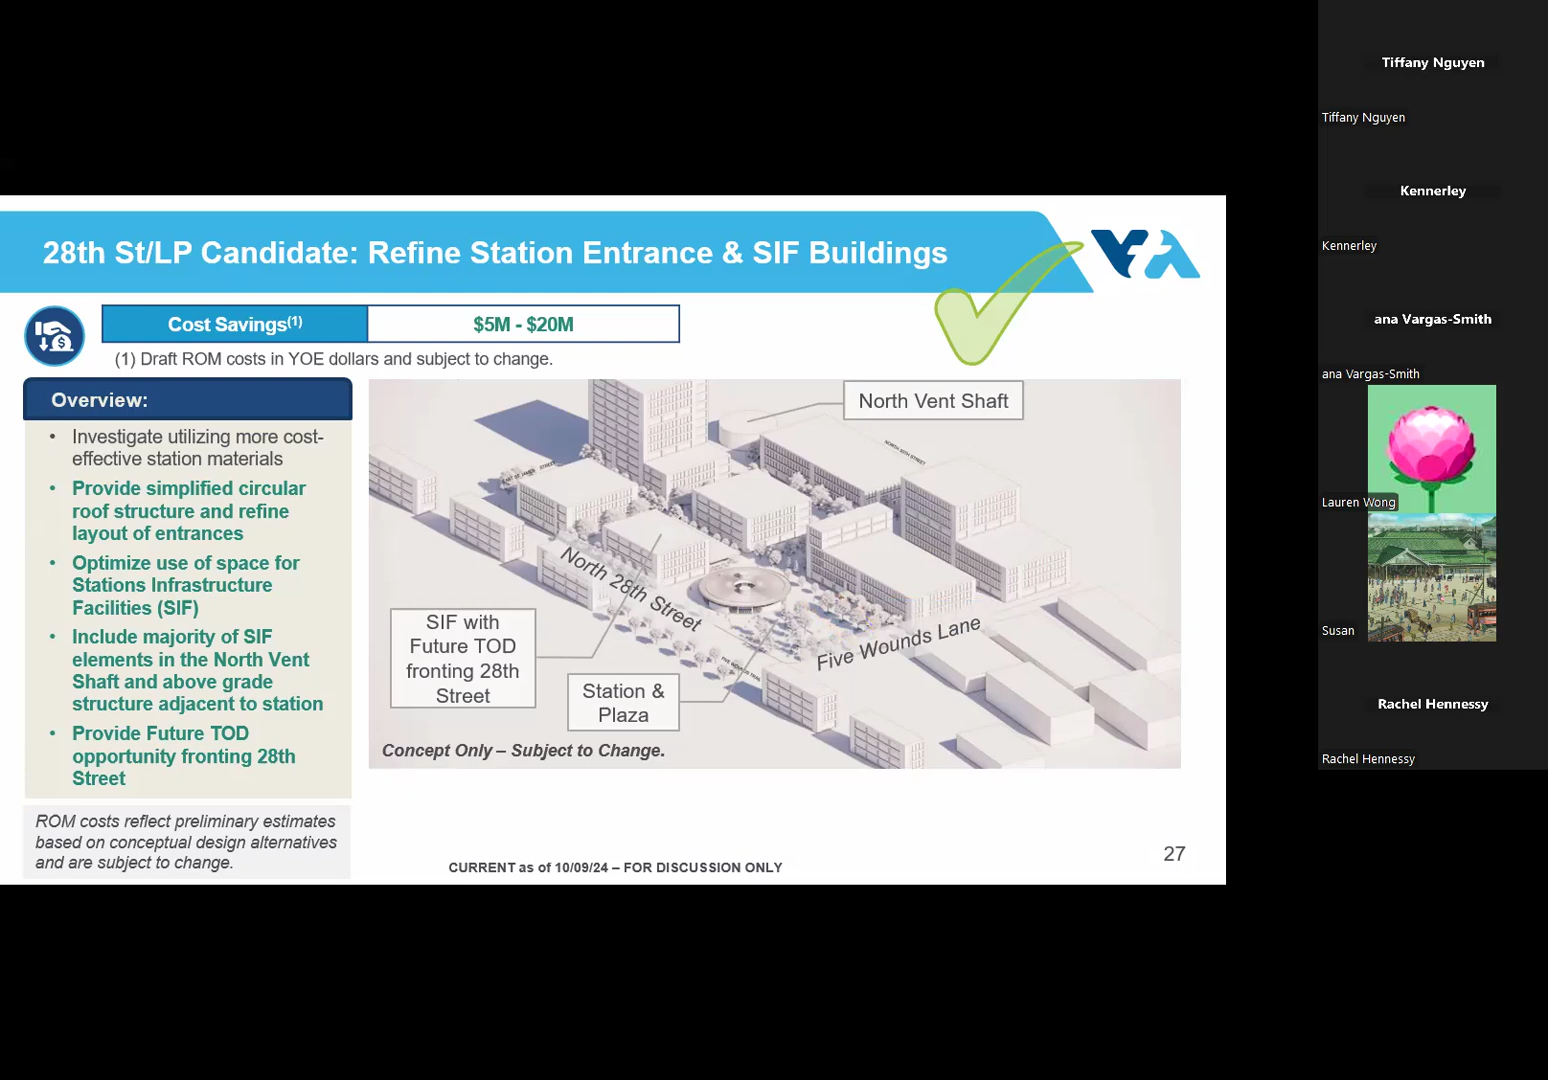 28th St/LP Candidate: Refine Station Entrance & SIF Buildings
VTA
Cost Savings(1)
$5M - $20M
(1) Draft ROM costs in YOE dollars and subject to change.
Overview:
• Investigate utilizing more cost-
effective station materials
• Provide simplified circular
roof structure and refine
layout of entrances
• Optimize use of space for
Stations Infrastructure
Facilities (SIF)
• Include majority of SIF
elements in the North Vent
Shaft and above grade
structure adjacent to station
• Provide Future TOD
opportunity fronting 28th
Street
ROM costs reflect preliminary estimates
based on conceptual design alternatives
and are subject to change.
North Vent Shaft
North 28th Street
SIF with
Future TOD
fronting 28th
Street
Five Wounds Lane
FIVE WOUNDS TRAIL
Station &
Plaza
Concept Only – Subject to Change.
CURRENT as of 10/09/24 – FOR DISCUSSION ONLY
27
Tiffany Nguyen
Tiffany Nguyen
Kennerley
Kennerley
ana Vargas-Smith
ana Vargas-Smith
Lauren Wong
Susan
Rachel Hennessy
Rachel Hennessy